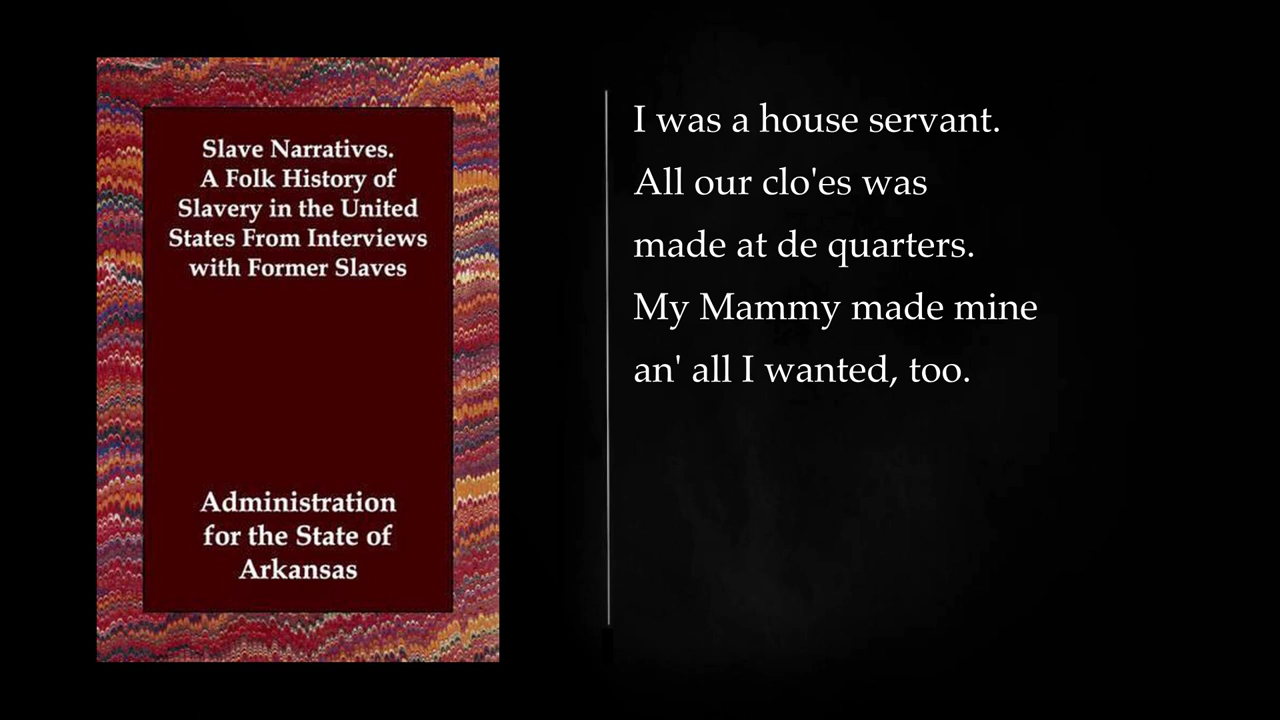 Slave Narratives.
A Folk History of
Slavery in the United
States From Interviews
with Former Slaves
Administration
for the State of
Arkansas
I was a house servant.
All our clo'es was
made at de quarters.
My Mammy made mine
an' all I wanted, too.